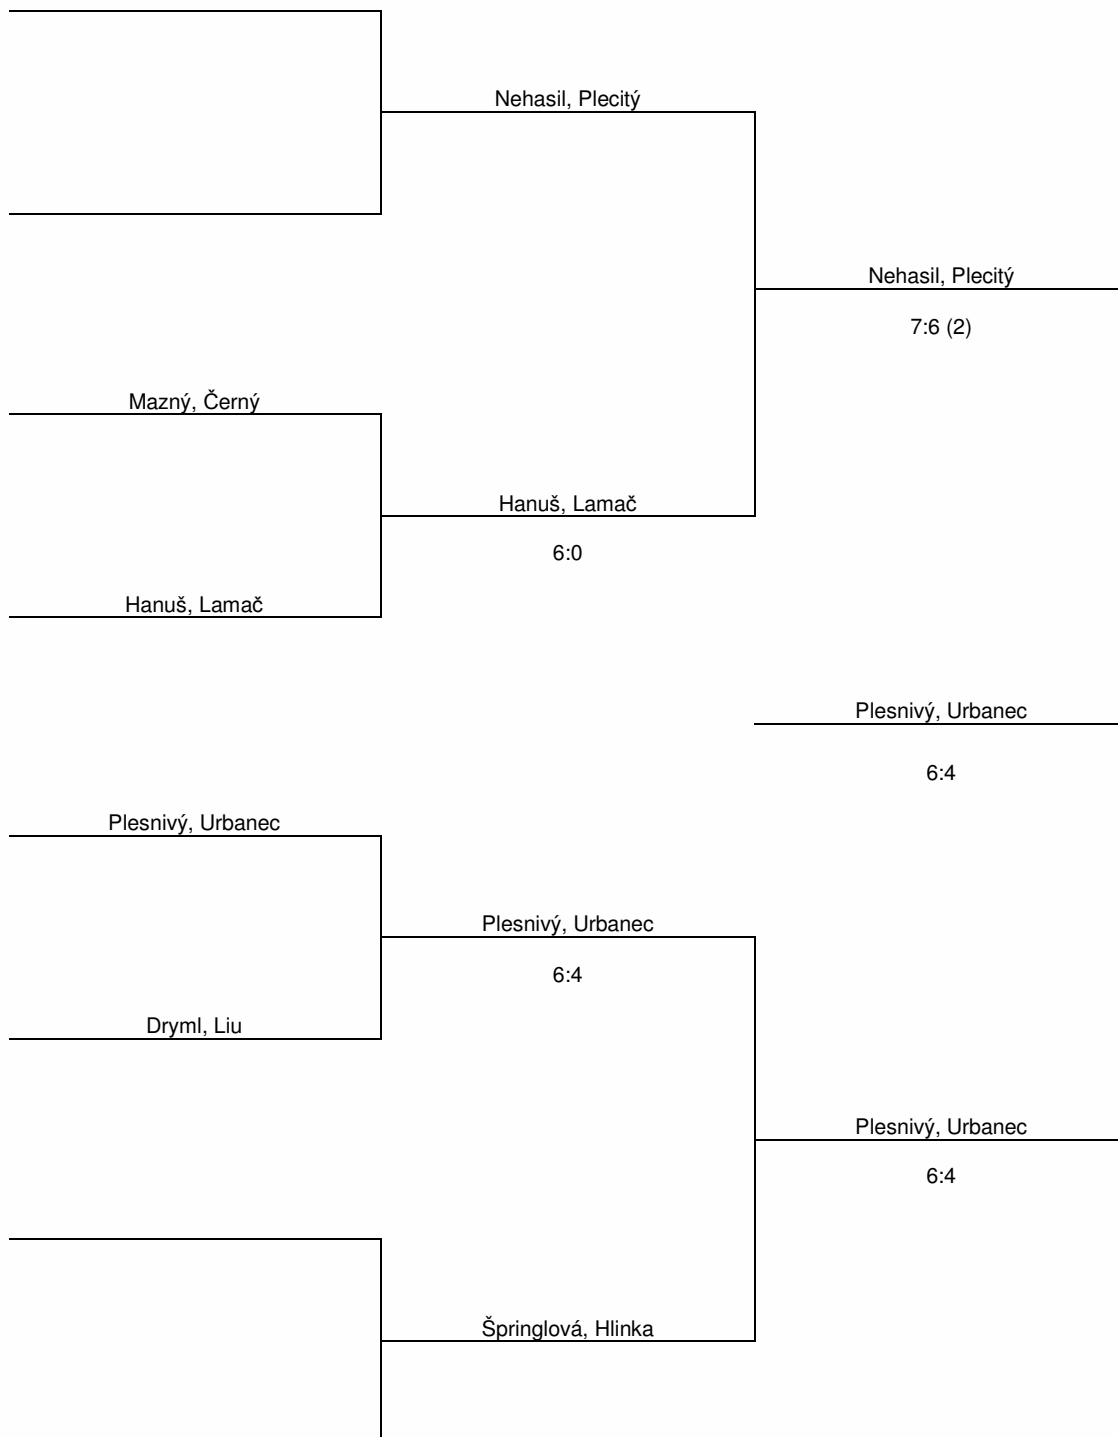 Nehasil, Plecitý
Nehasil, Plecitý
7:6 (2)
Mazný, Černý
Hanuš, Lamač
6:0
Hanuš, Lamač
Plesnivý, Urbanec
6:4
Plesnivý, Urbanec
Plesnivý, Urbanec
6:4
Dryml, Liu
Plesnivý, Urbanec
6:4
Špringlová, Hlinka